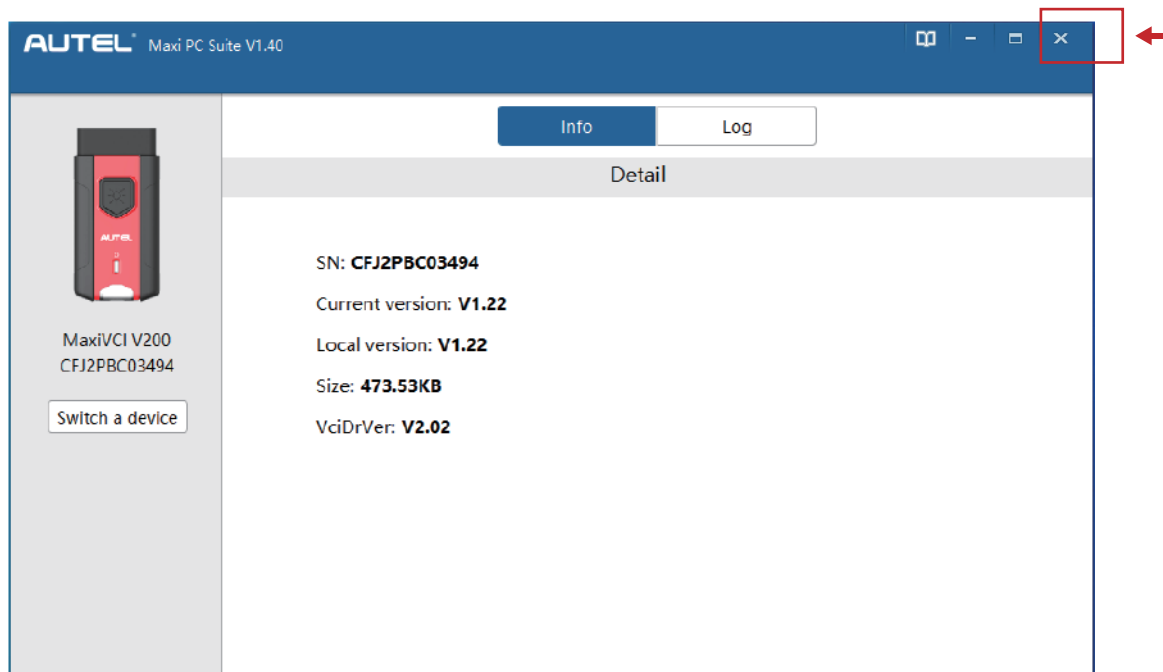 AUTEL Maxi PC Suite V1.40
Info
Log
Detail
AUTEL
SN: CFJ2PBC03494
Current version: V1.22
Local version: V1.22
Size: 473.53KB
VciDrVer: V2.02
MaxiVCI V200
CFJ2PBC03494
Switch a device